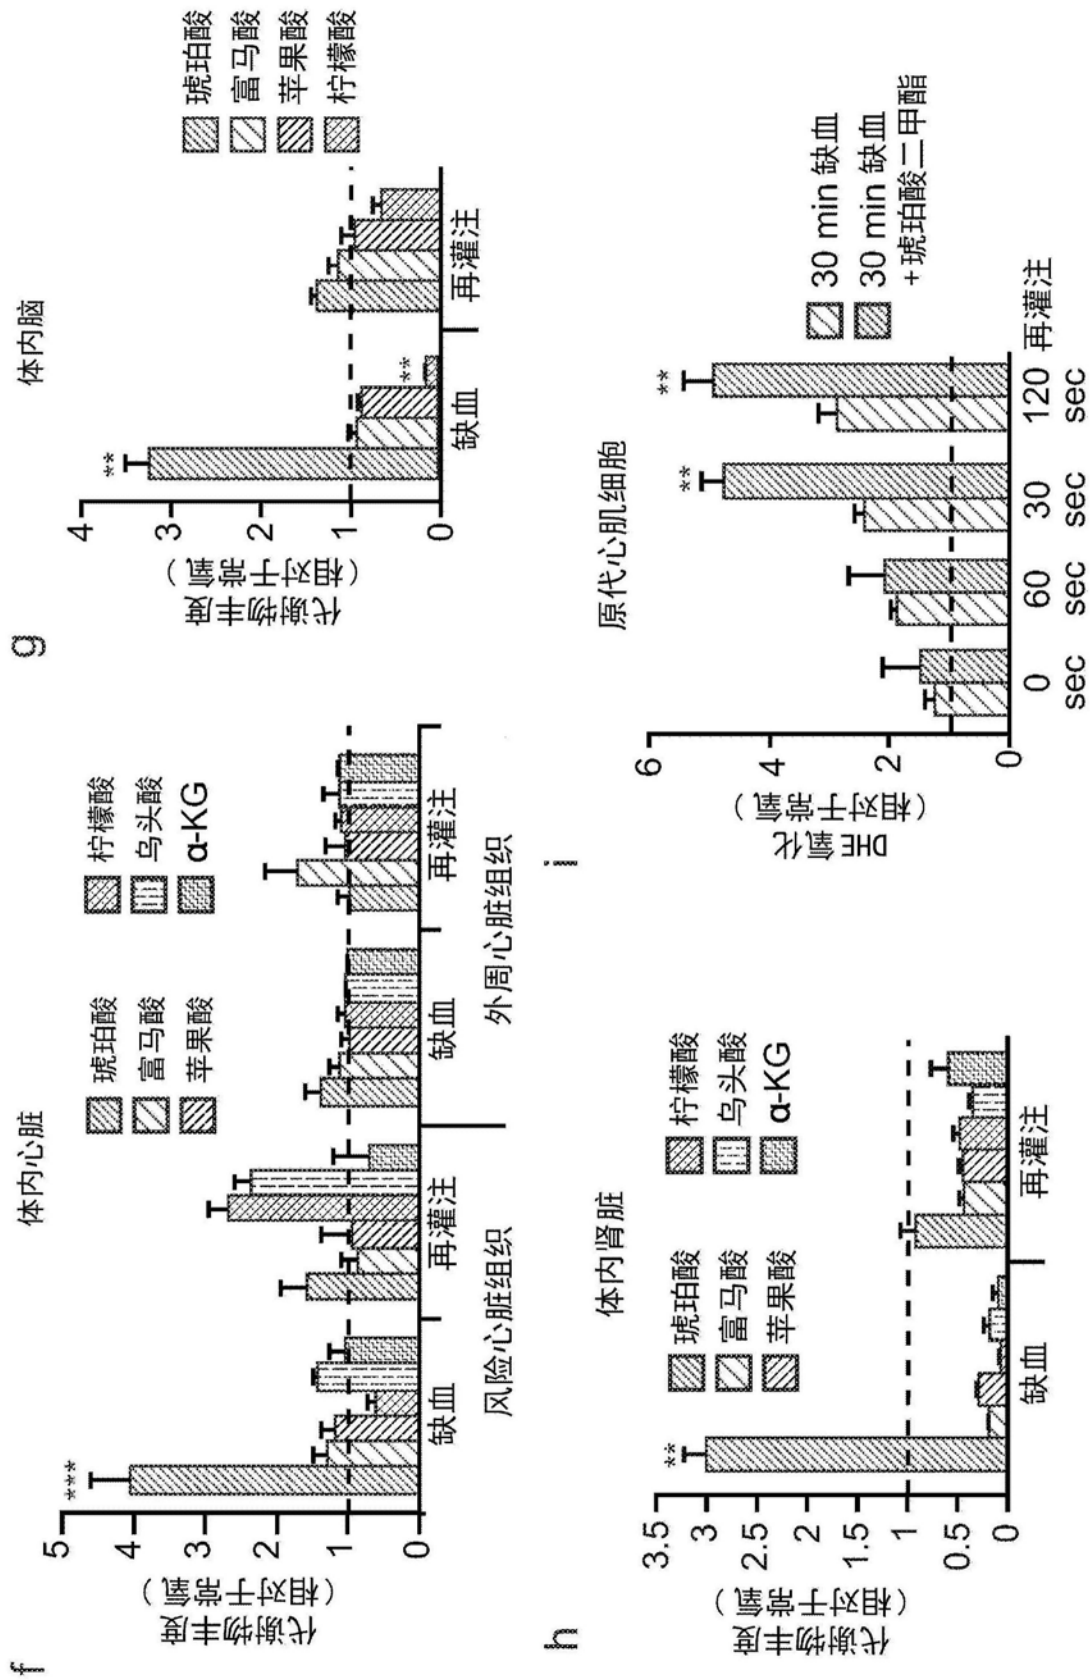 f
体内心脏
代谢物丰度
（相对于常氧）
5
4
3
2
1
0
***
琥珀酸
富马酸
苹果酸
柠檬酸
乌头酸
α-KG
缺血
再灌注
缺血
再灌注
风险心脏组织
外周心脏组织
g
体内脑
代谢物丰度
（相对于常氧）
4
3
2
1
0
**
**
琥珀酸
富马酸
苹果酸
柠檬酸
缺血
再灌注
h
体内肾脏
代谢物丰度
（相对于常氧）
3.5
3
2.5
2
1.5
1
0.5
0
**
琥珀酸
富马酸
苹果酸
柠檬酸
乌头酸
α-KG
缺血
再灌注
i
原代心肌细胞
DHE 氧化
（相对于常氧）
6
4
2
0
**
**
30 min 缺血
30 min 缺血
+琥珀酸二甲酯
0 60 30 120 再灌注
sec sec sec sec